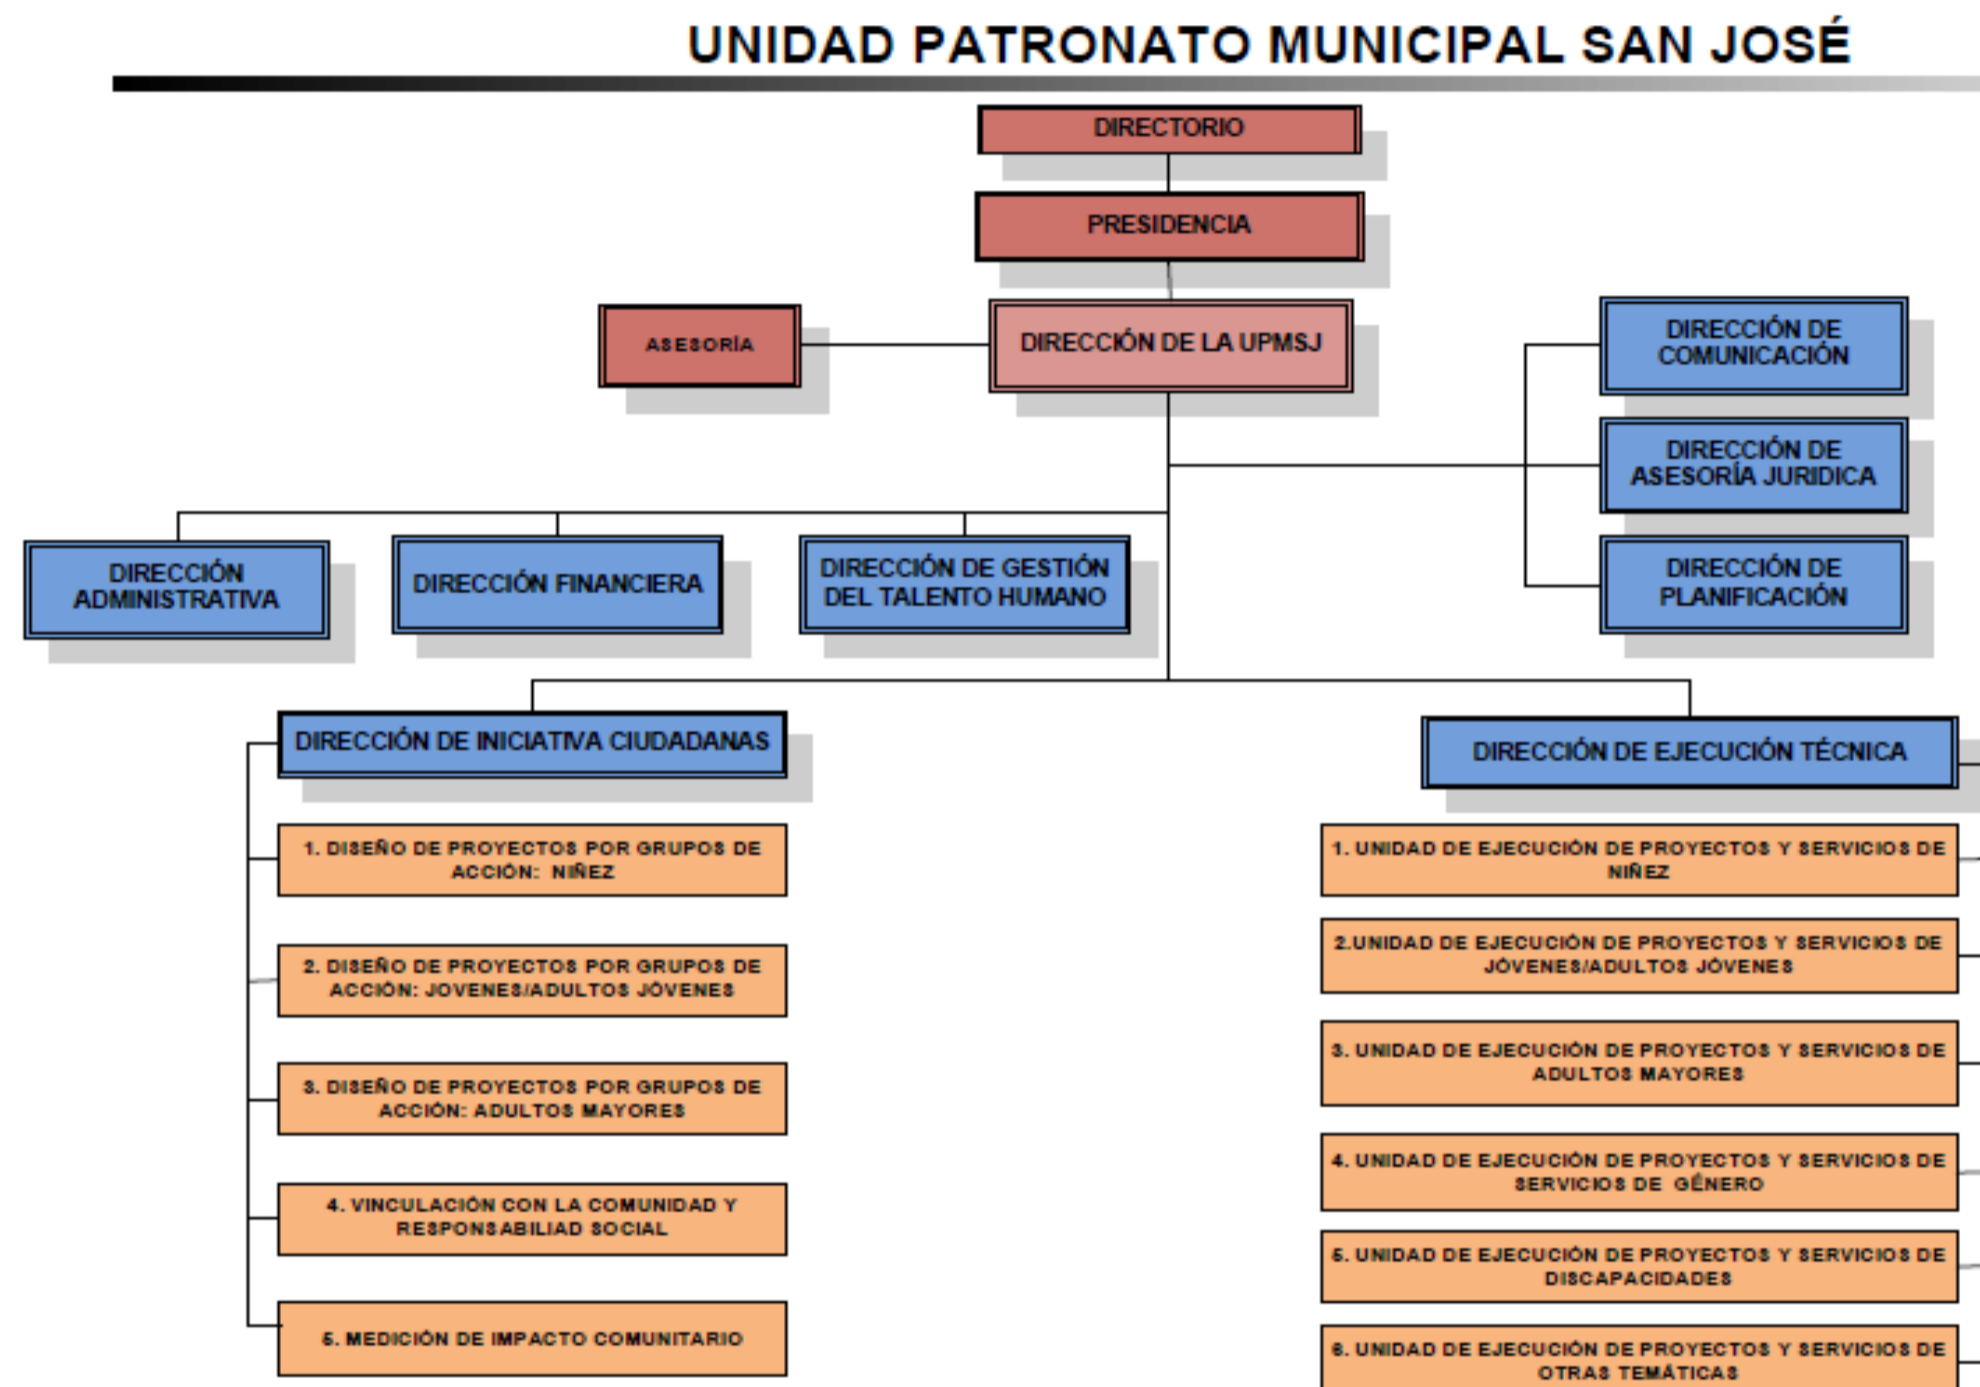 UNIDAD PATRONATO MUNICIPAL SAN JOSÉ
DIRECTORIO
PRESIDENCIA
ASESORÍA
DIRECCIÓN DE LA UPMSJ
DIRECCIÓN DE
COMUNICACIÓN
DIRECCIÓN DE
ASESORÍA JURIDICA
DIRECCIÓN DE
PLANIFICACIÓN
DIRECCIÓN
ADMINISTRATIVA
DIRECCIÓN FINANCIERA
DIRECCIÓN DE GESTIÓN
DEL TALENTO HUMANO
DIRECCIÓN DE INICIATIVA CIUDADANAS
1. DISEÑO DE PROYECTOS POR GRUPOS DE
ACCIÓN: NIÑEZ
2. DISEÑO DE PROYECTOS POR GRUPOS DE
ACCIÓN: JOVENES/ADULTOS JÓVENES
3. DISEÑO DE PROYECTOS POR GRUPOS DE
ACCIÓN: ADULTOS MAYORES
4. VINCULACIÓN CON LA COMUNIDAD Y
RESPONSABILIAD SOCIAL
5. MEDICIÓN DE IMPACTO COMUNITARIO
DIRECCIÓN DE EJECUCIÓN TÉCNICA
1. UNIDAD DE EJECUCIÓN DE PROYECTOS Y SERVICIOS DE
NIÑEZ
2.UNIDAD DE EJECUCIÓN DE PROYECTOS Y SERVICIOS DE
JÓVENES/ADULTOS JÓVENES
3. UNIDAD DE EJECUCIÓN DE PROYECTOS Y SERVICIOS DE
ADULTOS MAYORES
4. UNIDAD DE EJECUCIÓN DE PROYECTOS Y SERVICIOS DE
SERVICIOS DE GÉNERO
5. UNIDAD DE EJECUCIÓN DE PROYECTOS Y SERVICIOS DE
DISCAPACIDADES
6. UNIDAD DE EJECUCIÓN DE PROYECTOS Y SERVICIOS DE
OTRAS TEMÁTICAS